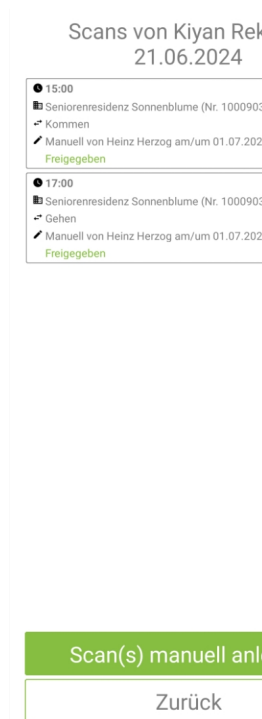 Scans von Kiyan Rek
21.06.2024
15:00
Seniorenresidenz Sonnenblume (Nr. 1000903
Kommen
Manuell von Heinz Herzog am/um 01.07.202
Freigegeben
17:00
Seniorenresidenz Sonnenblume (Nr. 1000903
Gehen
Manuell von Heinz Herzog am/um 01.07.202
Freigegeben
Scan(s) manuell anl
Zurück